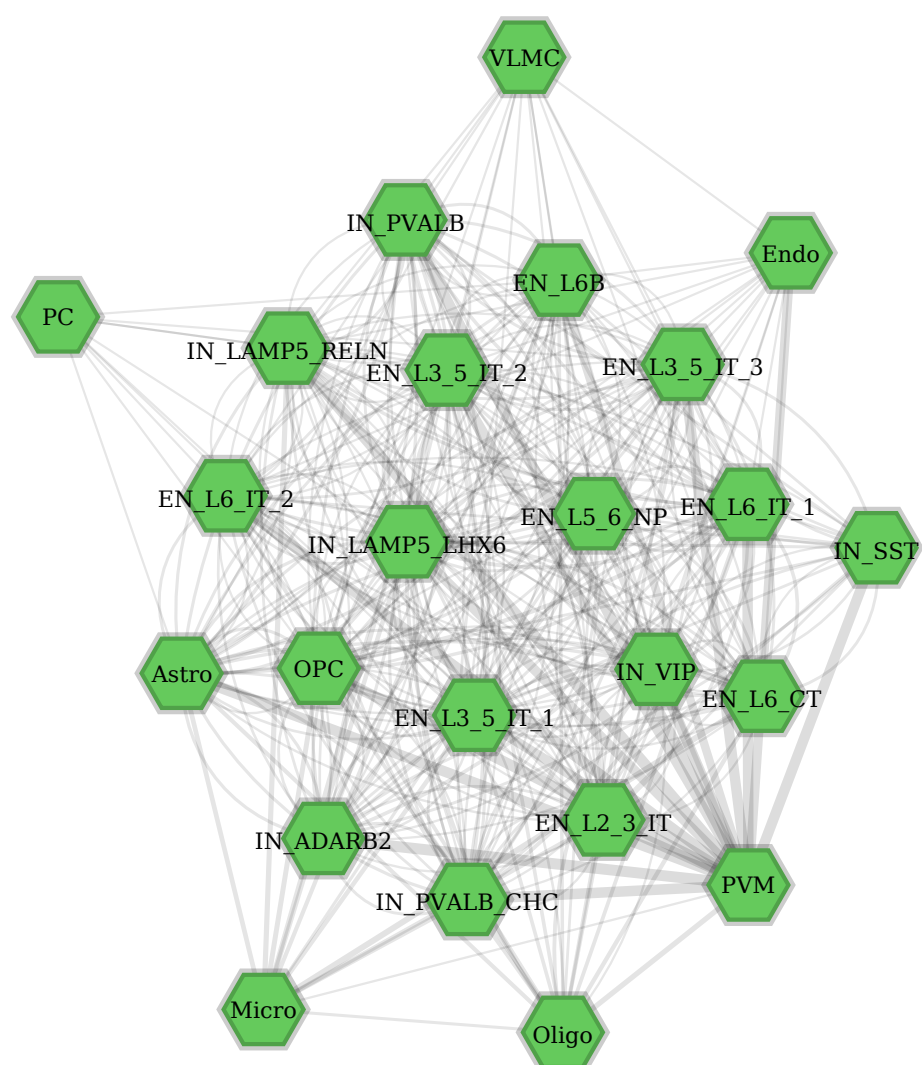 VLMC
IN_PVALB
Endo
EN_L6B
PC
IN_LAMP5_RELN
EN_L3_5_IT_2
EN_L3_5_IT_3
EN_L6_IT_2
EN_L5_6_NP
EN_L6_IT_1
IN_LAMP5_LHX6
IN_SST
Astro
OPC
IN_VIP
EN_L6_CT
EN_L3_5_IT_1
IN_ADARB2
EN_L2_3_IT
PVM
IN_PVALB_CHC
Micro
Oligo